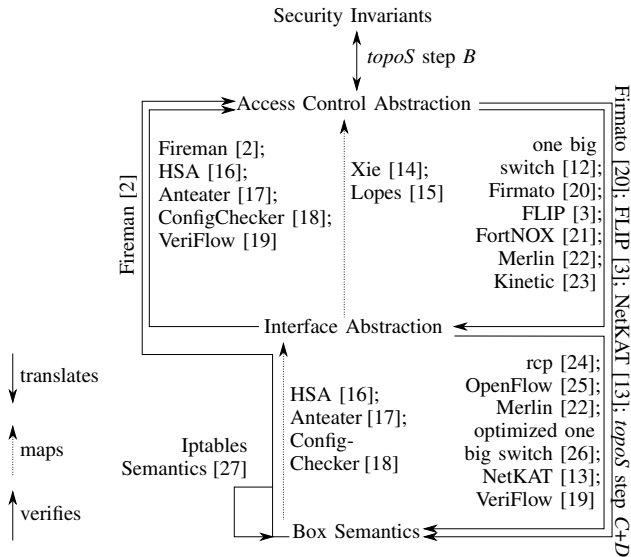 Security Invariants
topoS step B
Access Control Abstraction
Fireman [2];
HSA [16];
Anteater [17];
ConfigChecker [18];
VeriFlow [19]
Xie [14];
Lopes [15]
one big
switch [12];
Firmato [20];
FLIP [3];
FortNOX [21];
Merlin [22];
Kinetic [23]
Fireman [2]
Firmato [20]; FLIP [3]; NetKAT [13]; topoS step C+D
Interface Abstraction
translates
maps
verifies
HSA [16];
Anteater [17];
Config-
Checker [18]
Iptables
Semantics [27]
rcp [24];
OpenFlow [25];
Merlin [22];
optimized one
big switch [26];
NetKAT [13];
VeriFlow [19]
Box Semantics